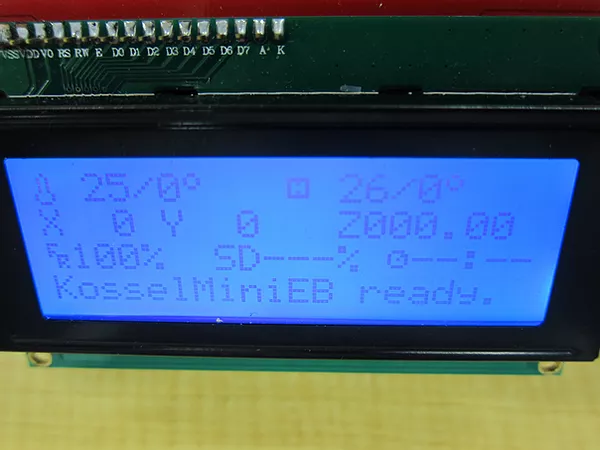 VSS VDD V0 RS RW E D0 D1 D2 D3 D4 D5 D6 D7 A K
25/0° 26/0°
X 0 Y 0 Z000.00
100% SD---% --:--
KosselMiniEB ready.